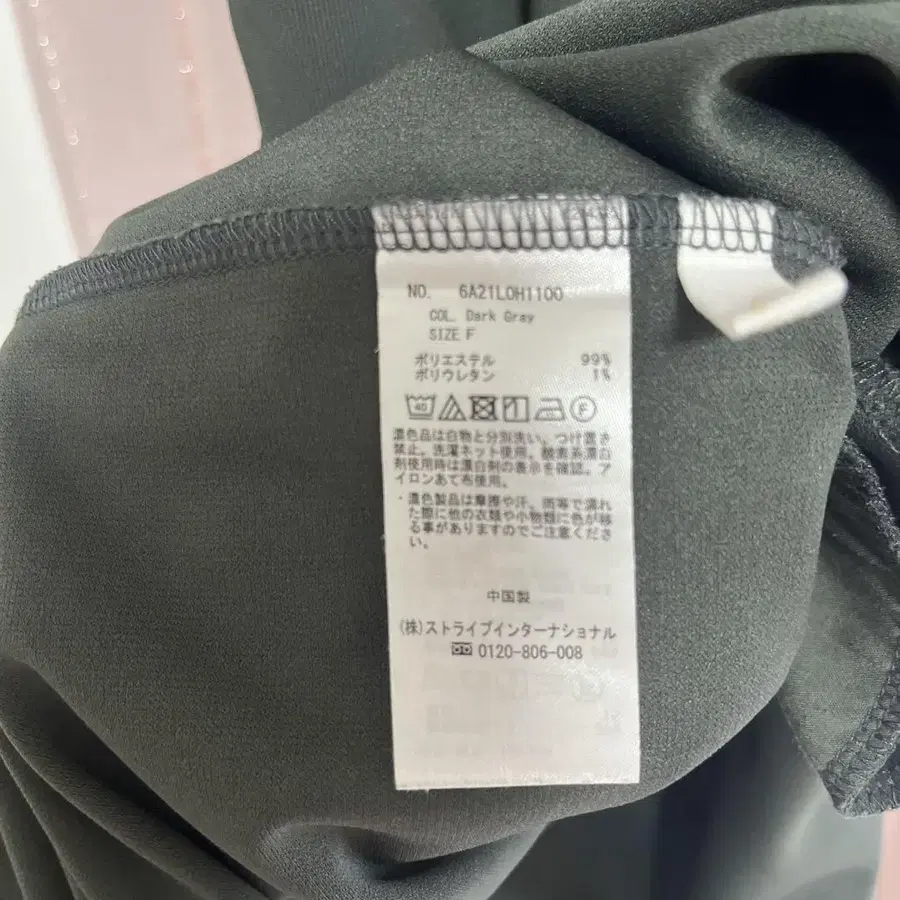 NO. 6A21L0H1100
COL. Dark Gray
SIZE F
ポリエステル 99%
ポリウレタン 1%
40
F
濃色品は白物と分別洗い。つけ置き
禁止。洗濯ネット使用。酸素系漂白
剤使用時は漂白剤の表示を確認。ア
イロンあて布使用。
・濃色製品は摩擦や汗、雨等で濡れ
た際に他の衣類や小物類に色が移
る事がありますのでご注意くださ
い。
中国製
(株)ストライプインターナショナル
0120-806-008